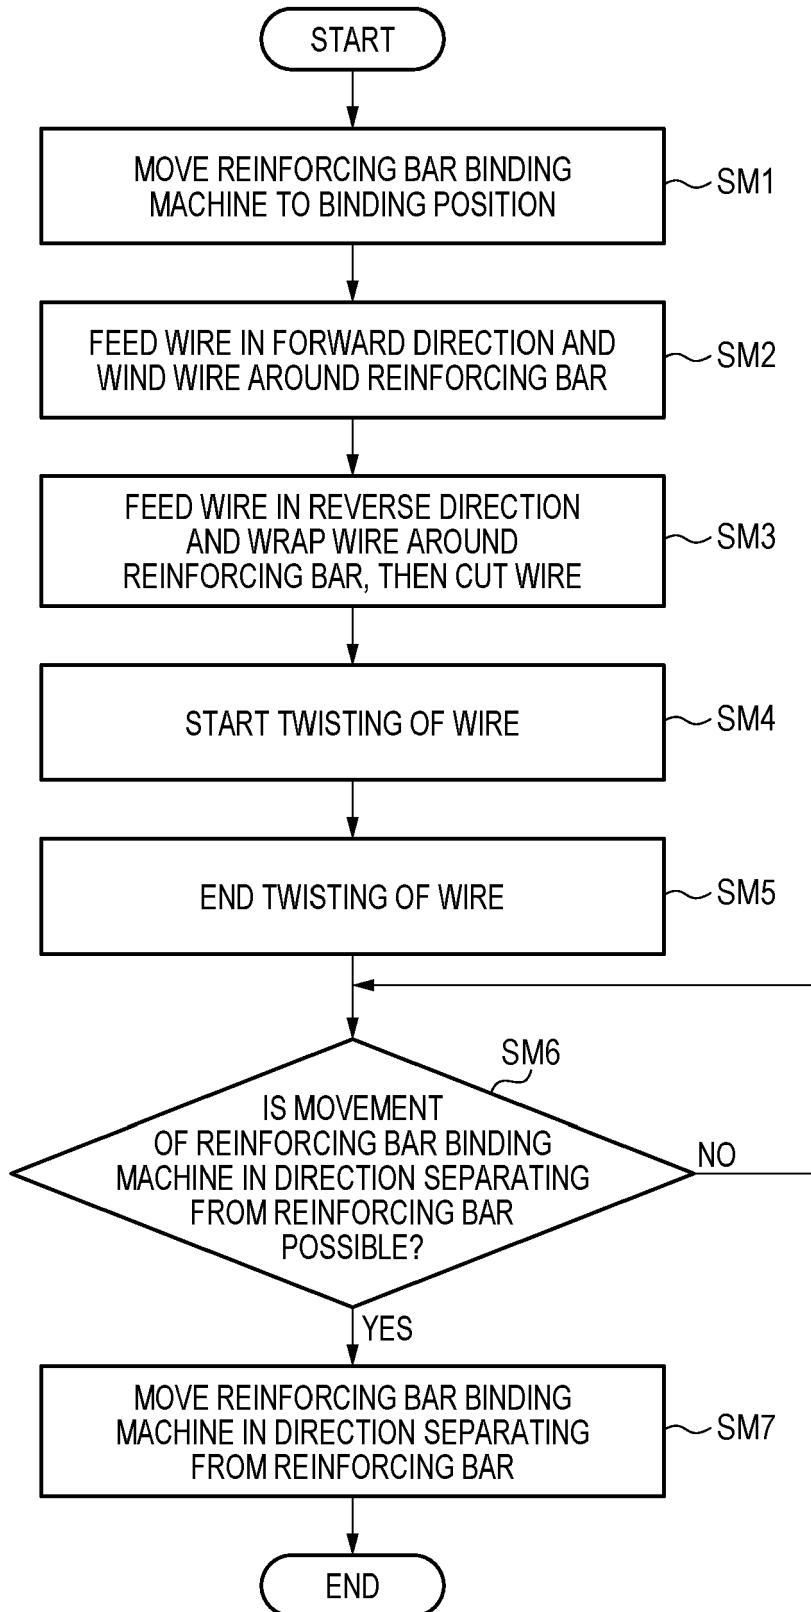 START
MOVE REINFORCING BAR BINDING
MACHINE TO BINDING POSITION
SM1
FEED WIRE IN FORWARD DIRECTION AND
WIND WIRE AROUND REINFORCING BAR
SM2
FEED WIRE IN REVERSE DIRECTION
AND WRAP WIRE AROUND
REINFORCING BAR, THEN CUT WIRE
SM3
START TWISTING OF WIRE
SM4
END TWISTING OF WIRE
SM5
SM6
IS MOVEMENT
OF REINFORCING BAR BINDING
MACHINE IN DIRECTION SEPARATING
FROM REINFORCING BAR
POSSIBLE?
NO
YES
MOVE REINFORCING BAR BINDING
MACHINE IN DIRECTION SEPARATING
FROM REINFORCING BAR
SM7
END